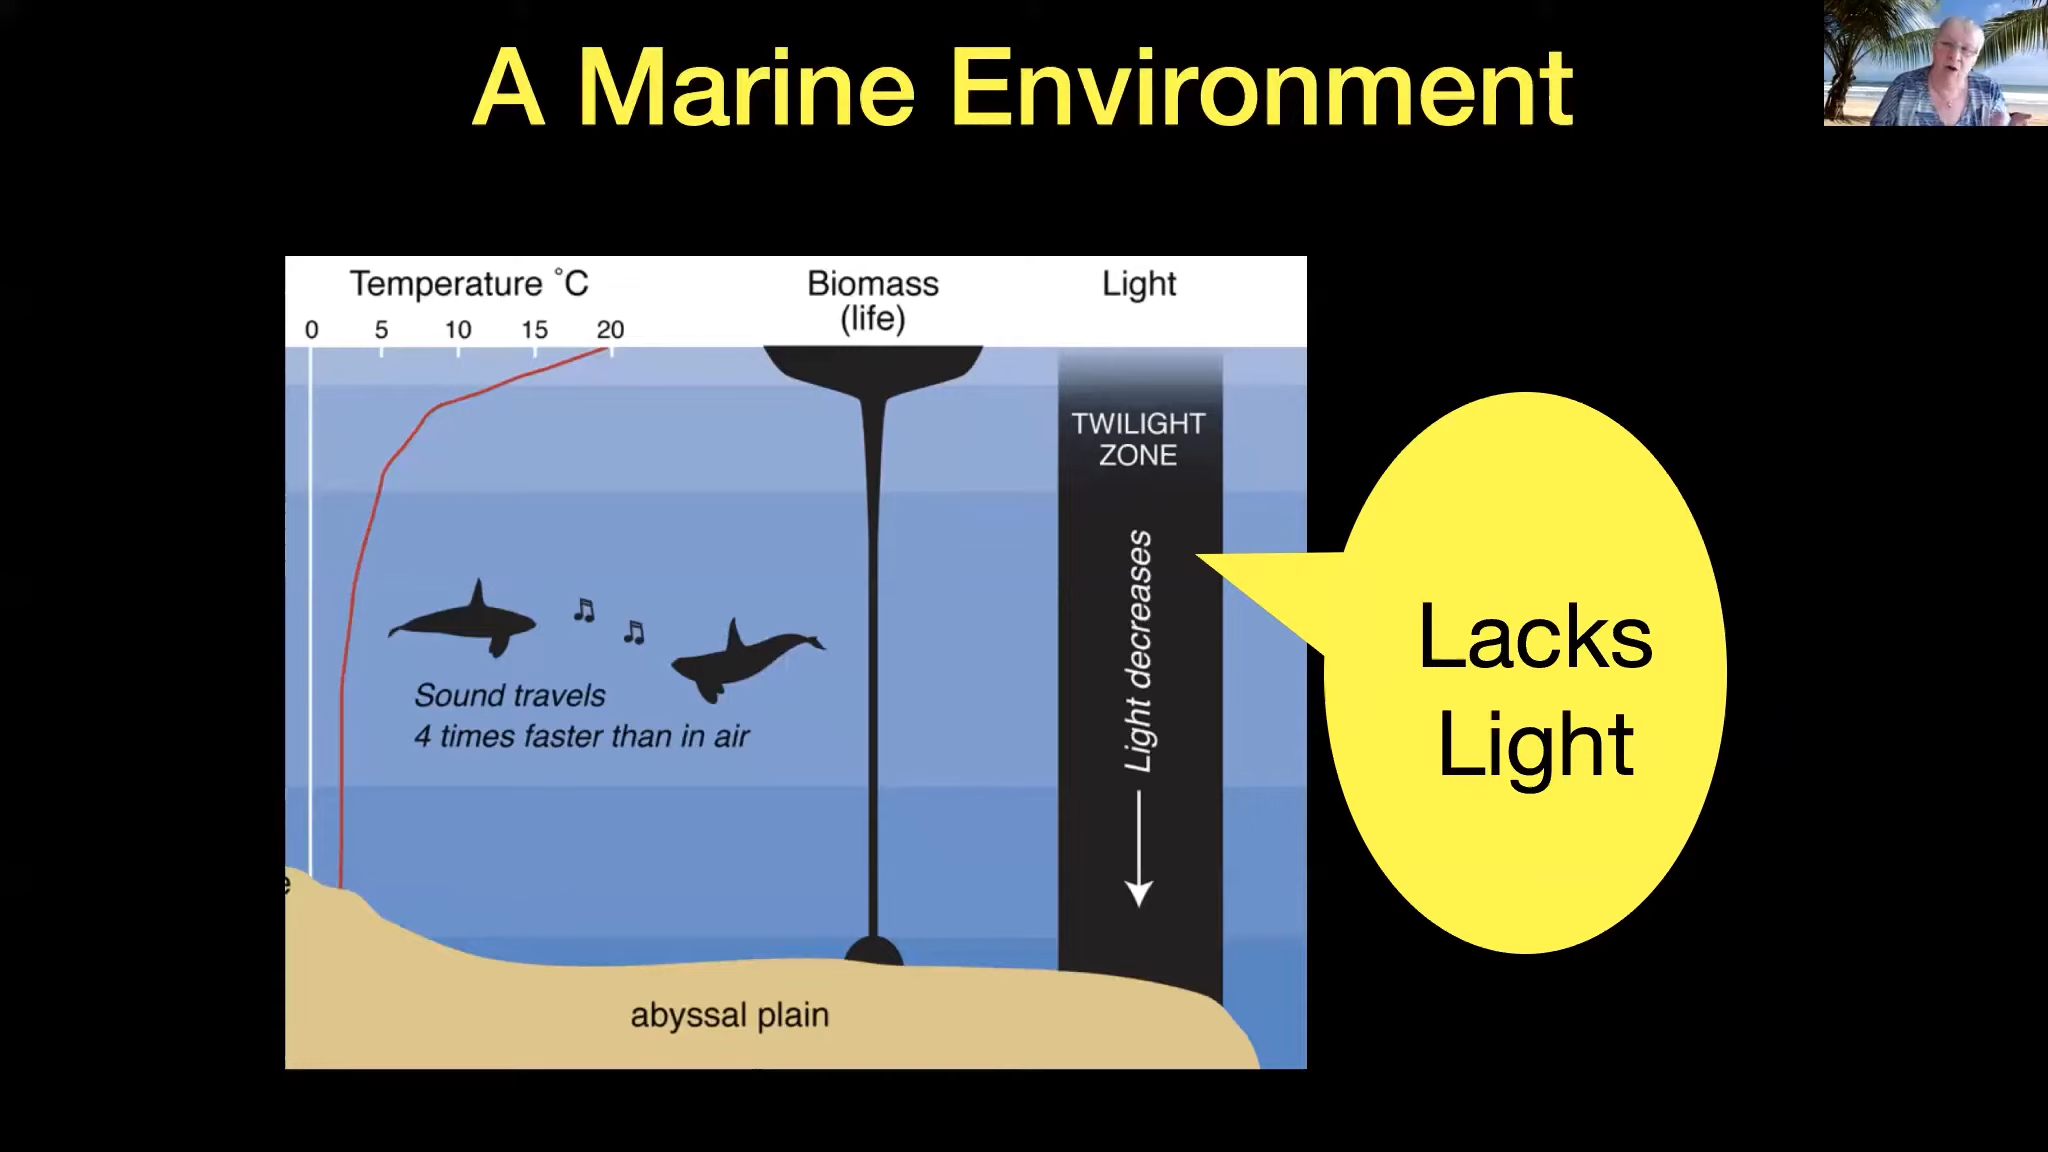 A Marine Environment
Temperature °C
0 5 10 15 20
Biomass
(life)
Light
TWILIGHT
ZONE
Light decreases
Sound travels
4 times faster than in air
e
abyssal plain
Lacks
Light